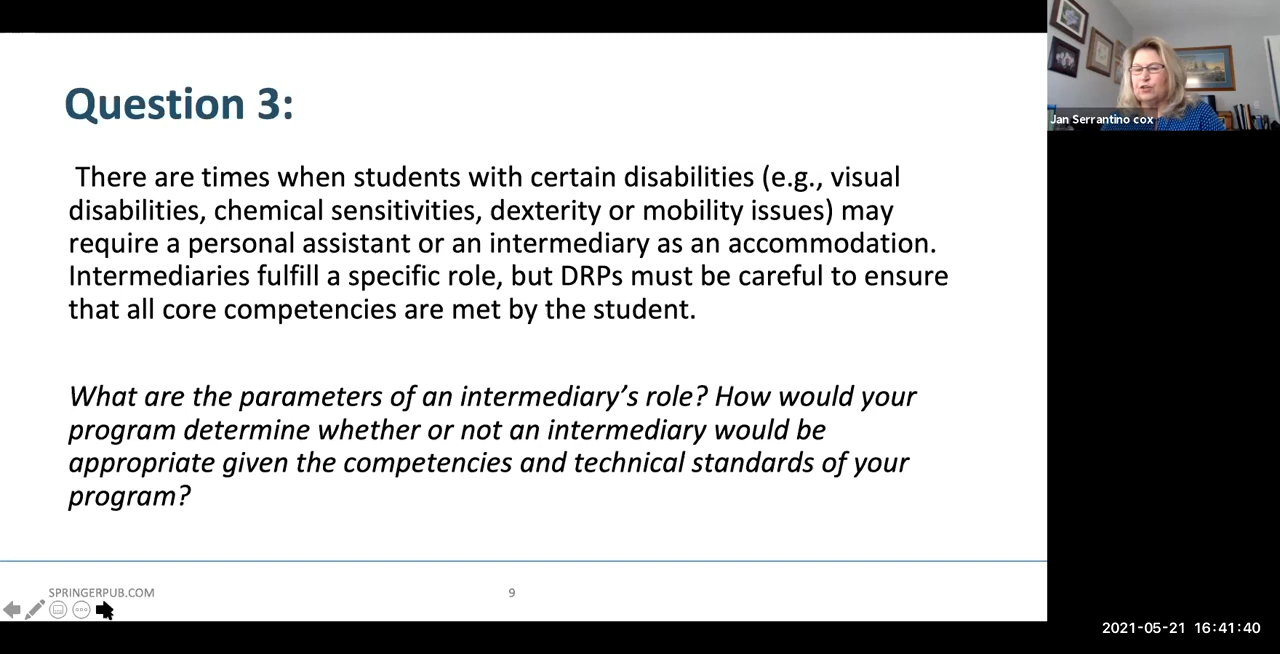 Question 3:
There are times when students with certain disabilities (e.g., visual
disabilities, chemical sensitivities, dexterity or mobility issues) may
require a personal assistant or an intermediary as an accommodation.
Intermediaries fulfill a specific role, but DRPs must be careful to ensure
that all core competencies are met by the student.
What are the parameters of an intermediary’s role? How would your
program determine whether or not an intermediary would be
appropriate given the competencies and technical standards of your
program?
SPRINGERPUB.COM
9
Jan Serrantino cox
2021-05-21 16:41:40